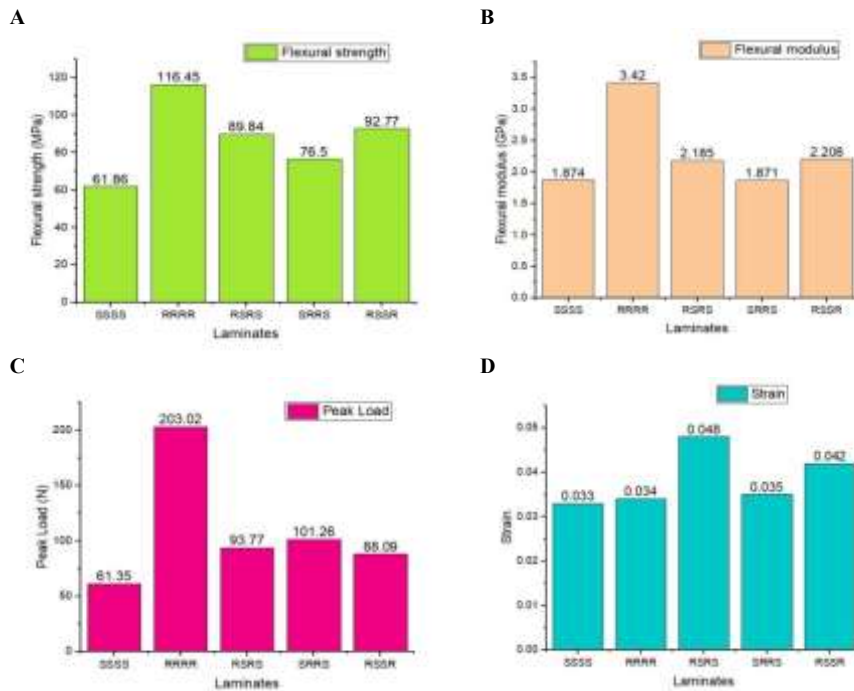 A
Flexural strength
Flexural strength (MPa)
120
100
80
60
40
20
0
61.86
116.45
89.84
76.5
92.77
SSSS RRRR RSRS SRRS RSSR
Laminates
B
Flexural modulus
Flexural modulus (GPa)
3.5
3.0
2.5
2.0
1.5
1.0
0.5
0.0
1.874
3.42
2.185
1.871
SSSS RRRR RSRS SRRS RSSR
Laminates
C
Peak Load
Peak Load (N)
200
150
100
50
0
61.35
203.02
93.77
101.26
88.09
SSSS RRRR RSRS SRRS RSSR
Laminates
D
Strain
Strain
0.05
0.04
0.03
0.02
0.01
0.00
0.033
0.034
0.048
0.035
0.042
SSSS RRRR RSRS SRRS RSSR
Laminates